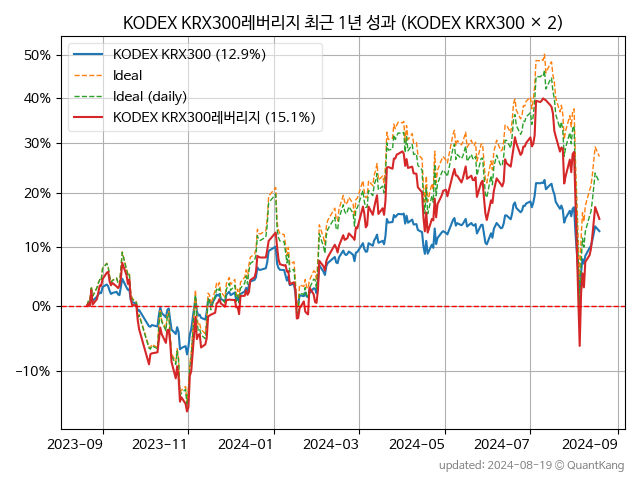 KODEX KRX300레버리지 최근 1년 성과 (KODEX KRX300 × 2)
KODEX KRX300 (12.9%)
Ideal
Ideal (daily)
KODEX KRX300레버리지 (15.1%)
50%
40%
30%
20%
10%
0%
−10%
2023-09 2023-11 2024-01 2024-03 2024-05 2024-07 2024-09
updated: 2024-08-19 © QuantKang